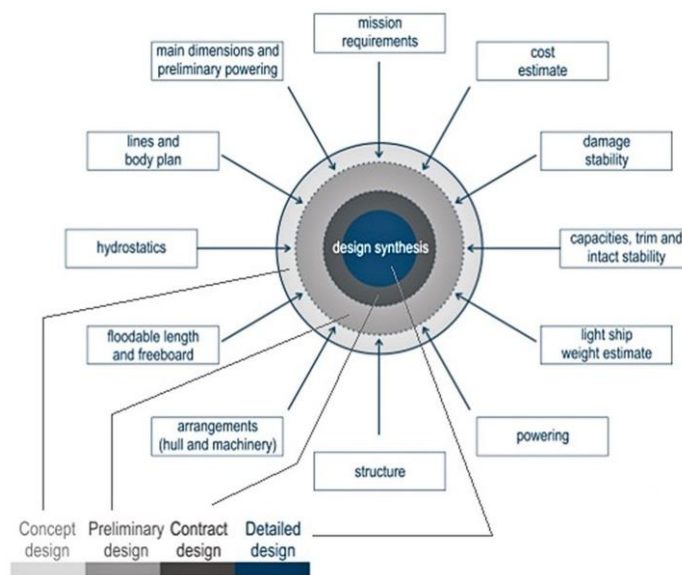 mission
requirements
main dimensions and
preliminary powering
cost
estimate
lines and
body plan
damage
stability
hydrostatics
design synthesis
capacities, trim and
intact stability
floodable length
and freeboard
light ship
weight estimate
arrangements
(hull and machinery)
structure
powering
Concept
design
Preliminary
design
Contract
design
Detailed
design